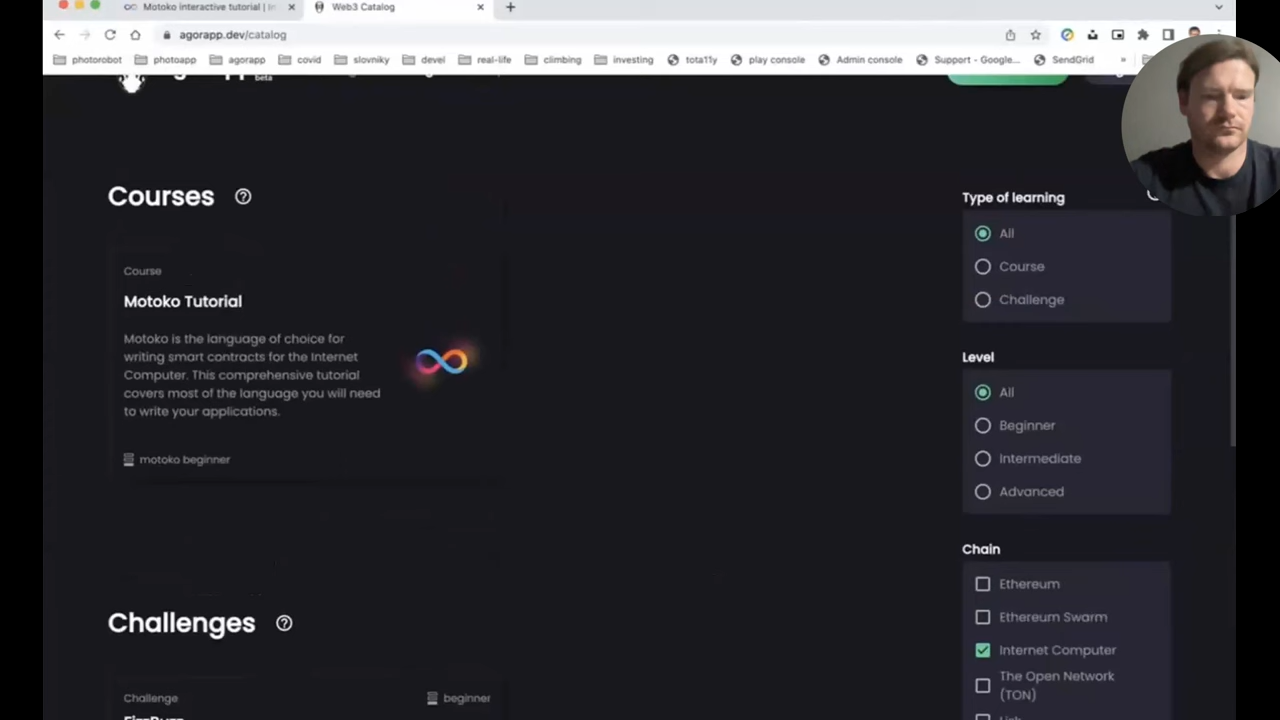 Motoko interactive tutorial | In
Web3 Catalog
agorapp.dev/catalog
photorobot
photoapp
agorapp
covid
slovniky
devel
real-life
climbing
investing
tota11y
play console
Admin console
Support - Google...
SendGrid
»
beta
Courses
Course
Motoko Tutorial
Motoko is the language of choice for
writing smart contracts for the Internet
Computer. This comprehensive tutorial
covers most of the language you will need
to write your applications.
motoko beginner
Type of learning
All
Course
Challenge
Level
All
Beginner
Intermediate
Advanced
Chain
Ethereum
Ethereum Swarm
Internet Computer
The Open Network
(TON)
Challenges
Challenge
beginner
FizzBuzz